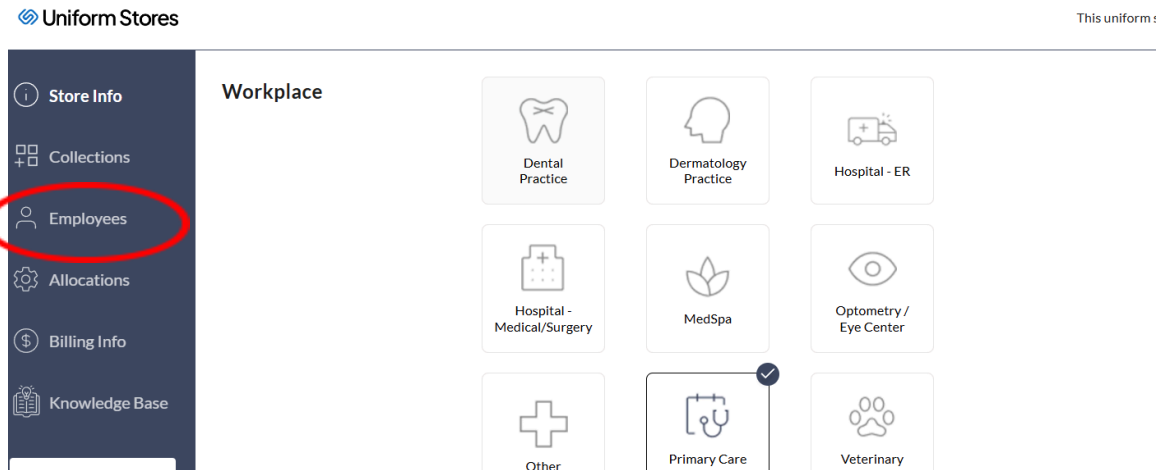 Uniform Stores
This uniform
Store Info
Collections
Employees
Allocations
Billing Info
Knowledge Base
Workplace
Dental
Practice
Dermatology
Practice
Hospital - ER
Hospital -
Medical/Surgery
MedSpa
Optometry /
Eye Center
Other
Primary Care
Veterinary